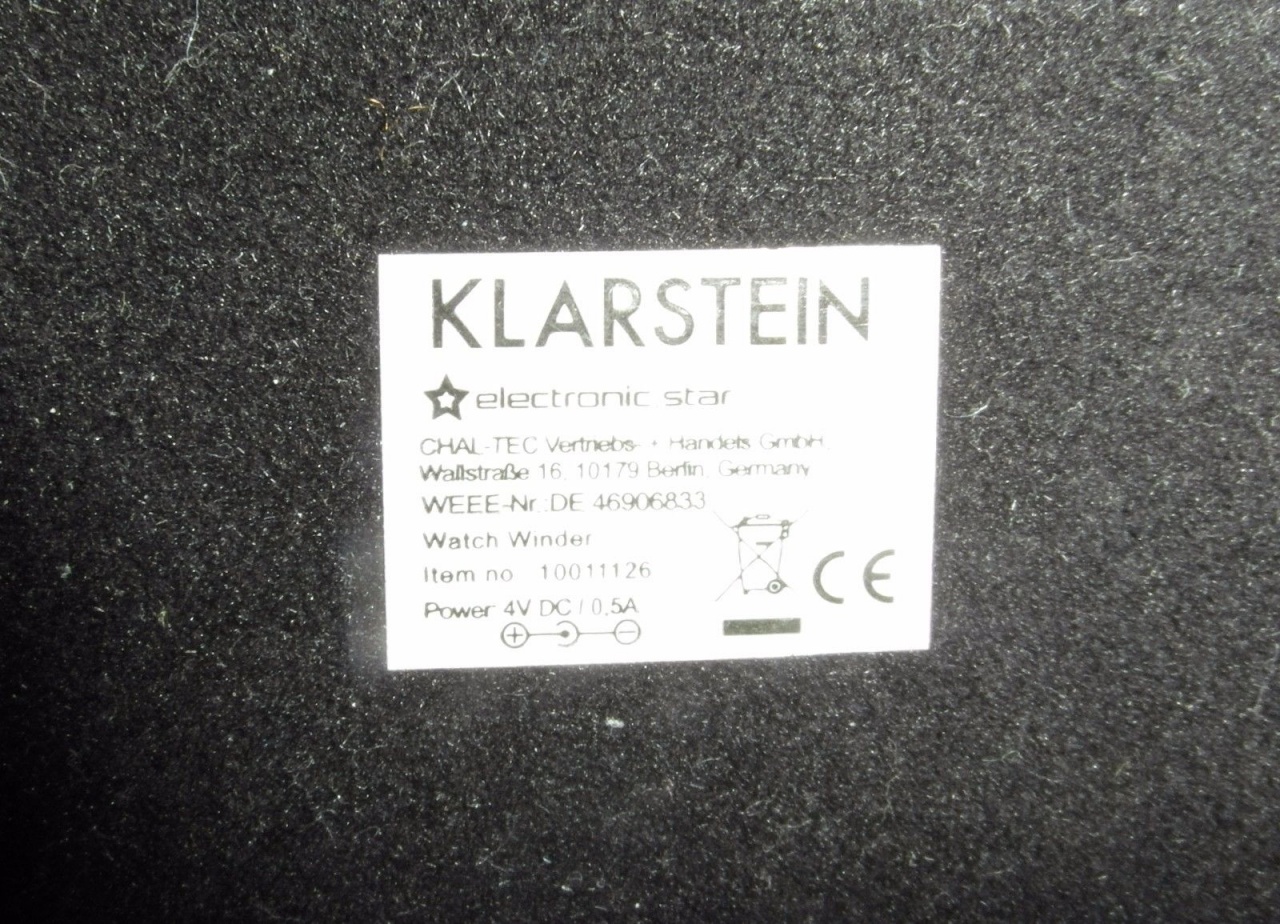 KLARSTEIN
electronic star
CHAL-TEC Vertriebs- + Handels GmbH,
Wallstraße 16, 10179 Berlin, Germany
WEEE-Nr.:DE 46906833
Watch Winder
Item no 10011126
Power 4V DC / 0,5A
CE